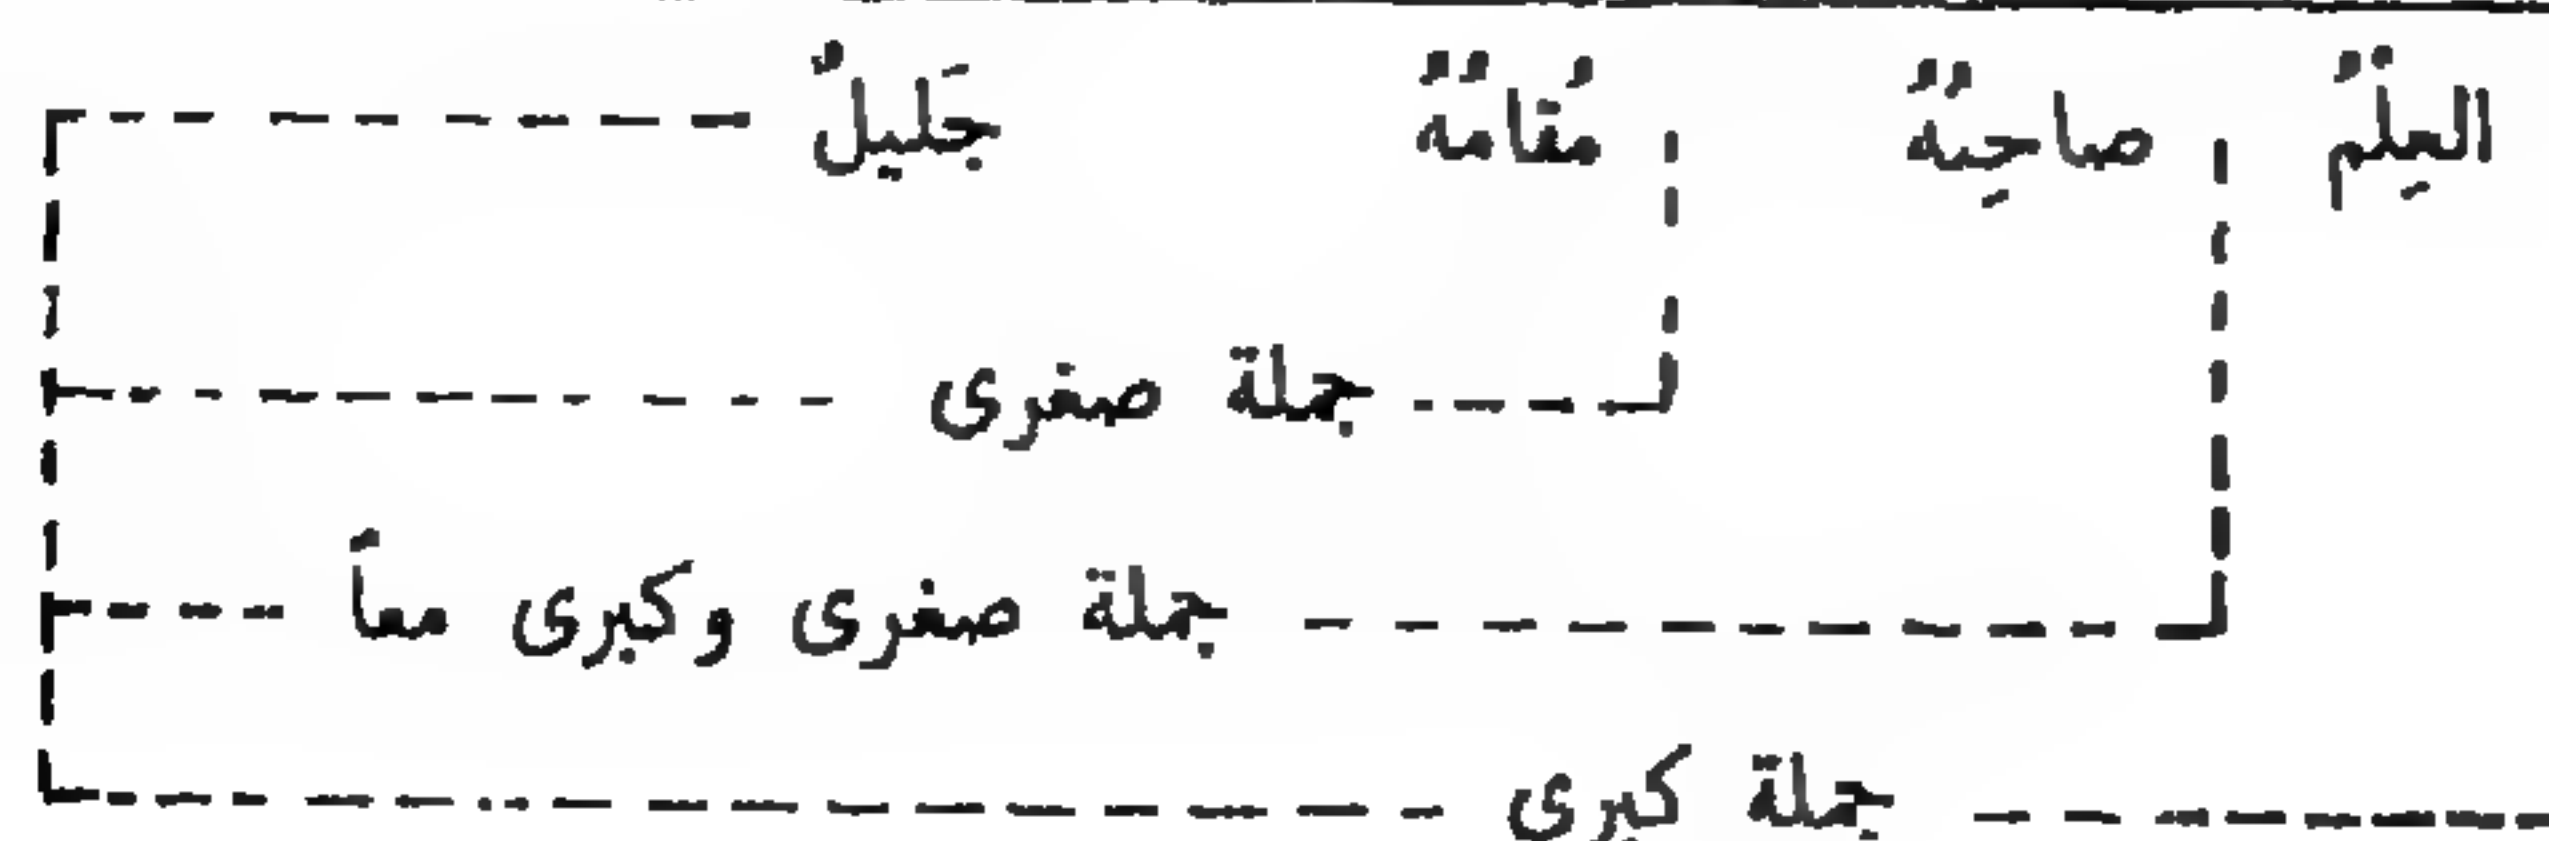 العِلْمُ صاحِبُهُ مُقامُهُ جَليلٌ
جملة صغرى
جملة صغرى وكبرى معاً
جملة كبرى